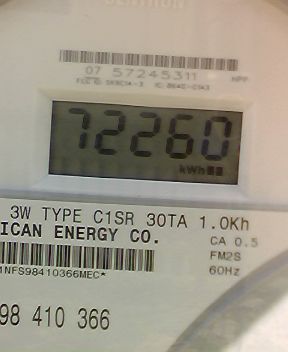 07 57245311
72260
kWh
3W TYPE C1SR 30TA 1.0Kh
ICAN ENERGY CO.
CA 0.5
FM2S
60Hz
1NFS98410366MEC*
98 410 366